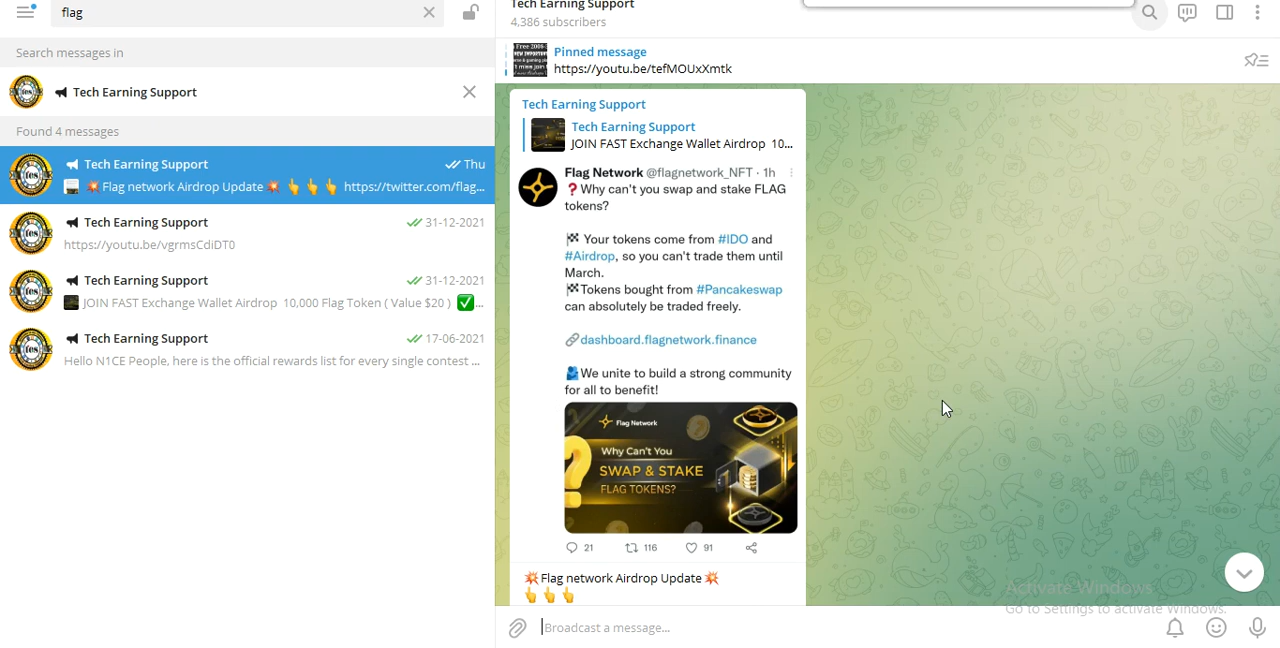 flag
Search messages in
Tech Earning Support
Found 4 messages
Tech Earning Support Thu
💥Flag network Airdrop Update💥 👆👆👆 https://twitter.com/flag...
Tech Earning Support 31-12-2021
https://youtu.be/vgrmsCdiDT0
Tech Earning Support 31-12-2021
JOIN FAST Exchange Wallet Airdrop 10,000 Flag Token ( Value $20 ) ✅...
Tech Earning Support 17-06-2021
Hello N1CE People, here is the official rewards list for every single contest ...
Tech Earning Support
4,386 subscribers
Pinned message
https://youtu.be/tefMOUxXmtk
Tech Earning Support
Tech Earning Support
JOIN FAST Exchange Wallet Airdrop 10...
Flag Network @flagnetwork_NFT · 1h
❓Why can't you swap and stake FLAG
tokens?
🏁 Your tokens come from #IDO and
#Airdrop, so you can't trade them until
March.
🏁Tokens bought from #Pancakeswap
can absolutely be traded freely.
🔗dashboard.flagnetwork.finance
🫂We unite to build a strong community
for all to benefit!
Flag Network
Why Can't You
SWAP & STAKE
FLAG TOKENS?
21 116 91
💥Flag network Airdrop Update💥
👆👆👆
Activate Windows
Go to Settings to activate Windows.
Broadcast a message...